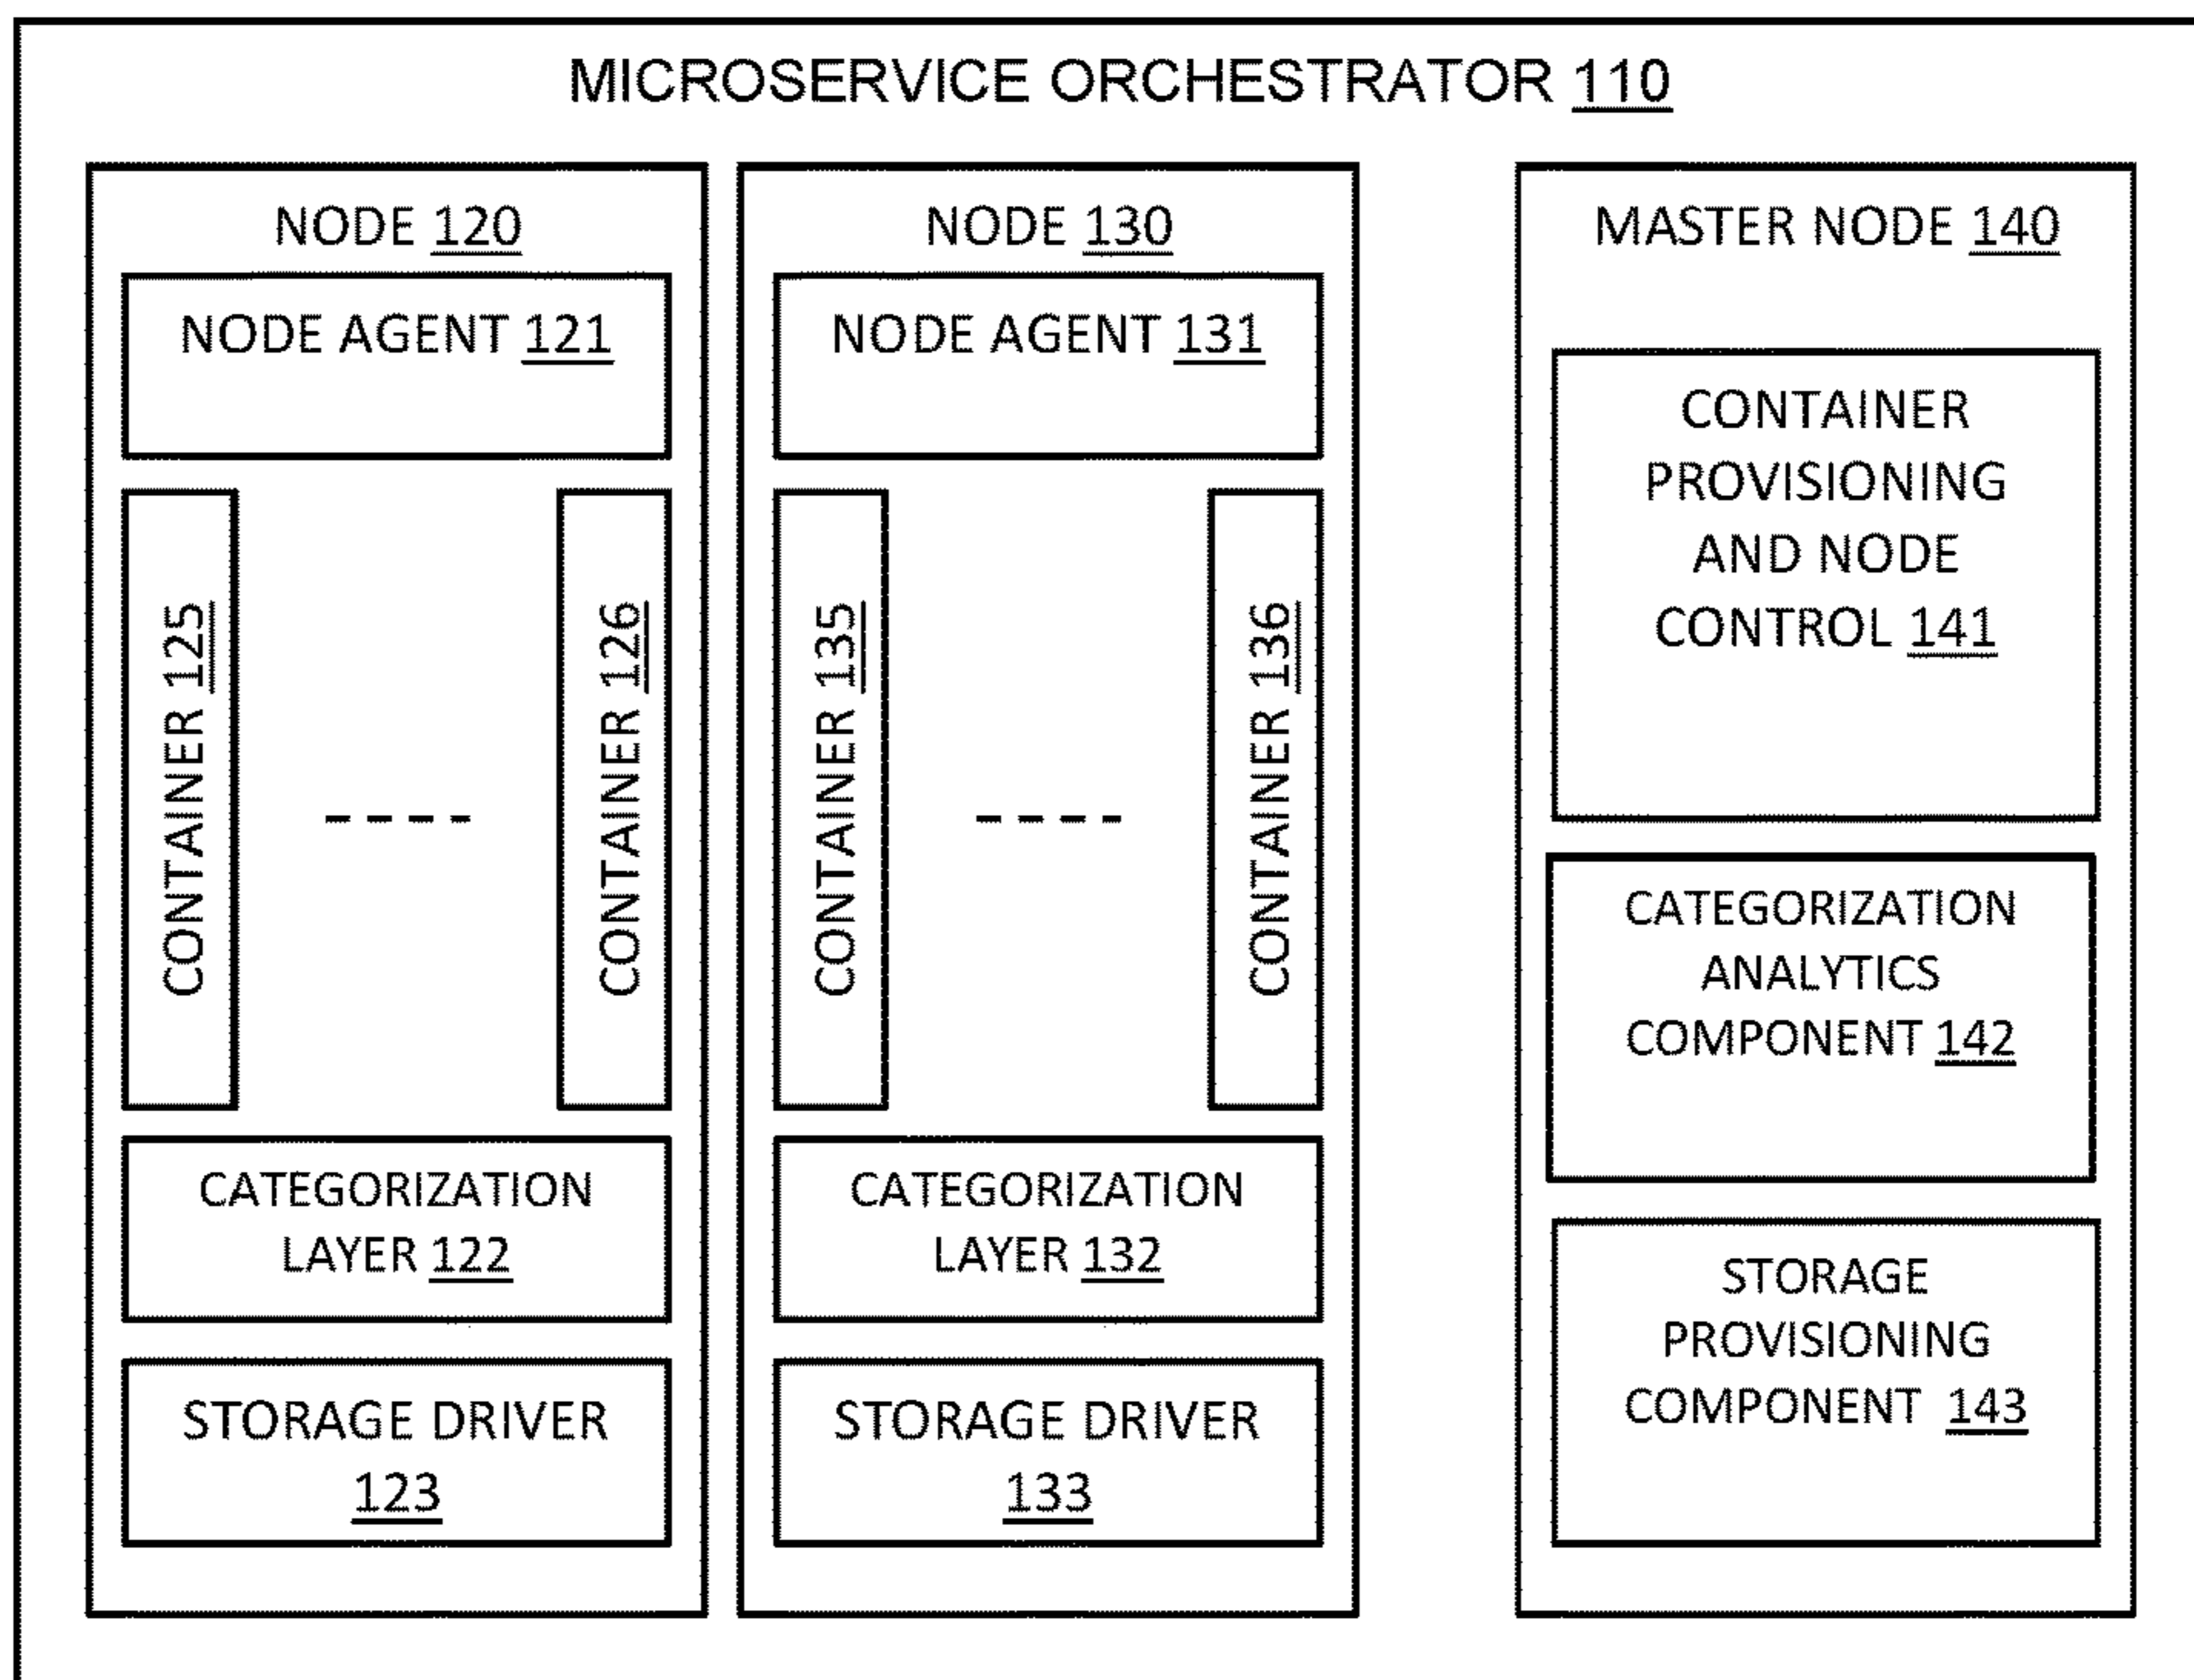 MICROSERVICE ORCHESTRATOR 110
NODE 120
NODE AGENT 121
CONTAINER 125
CONTAINER 126
CATEGORIZATION
LAYER 122
STORAGE DRIVER
123
NODE 130
NODE AGENT 131
CONTAINER 135
CONTAINER 136
CATEGORIZATION
LAYER 132
STORAGE DRIVER
133
MASTER NODE 140
CONTAINER
PROVISIONING
AND NODE
CONTROL 141
CATEGORIZATION
ANALYTICS
COMPONENT 142
STORAGE
PROVISIONING
COMPONENT 143